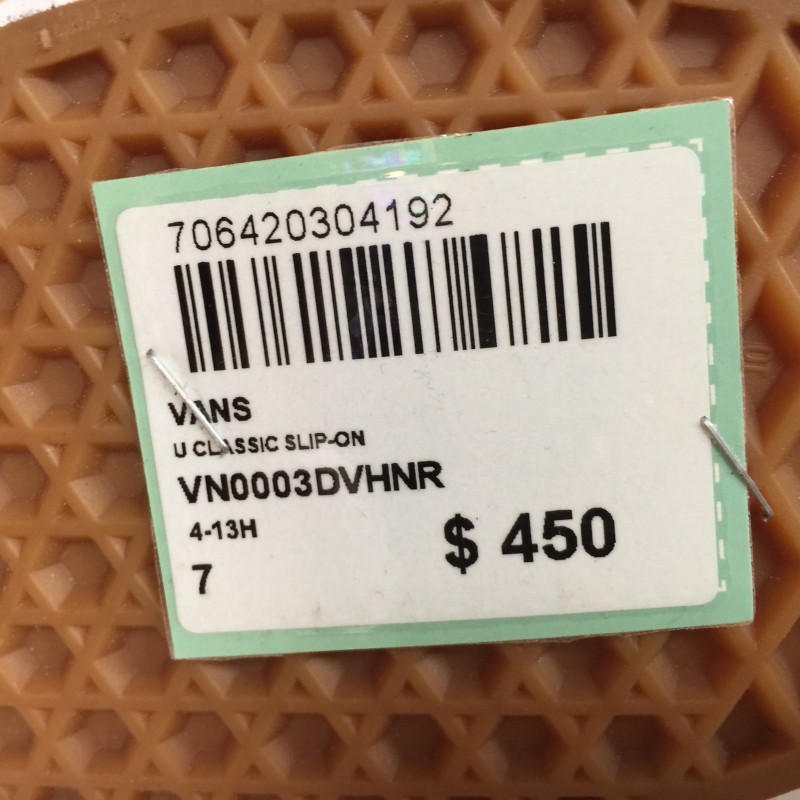 706420304192
VANS
U CLASSIC SLIP-ON
VN0003DVHNR
4-13H
7
$ 450